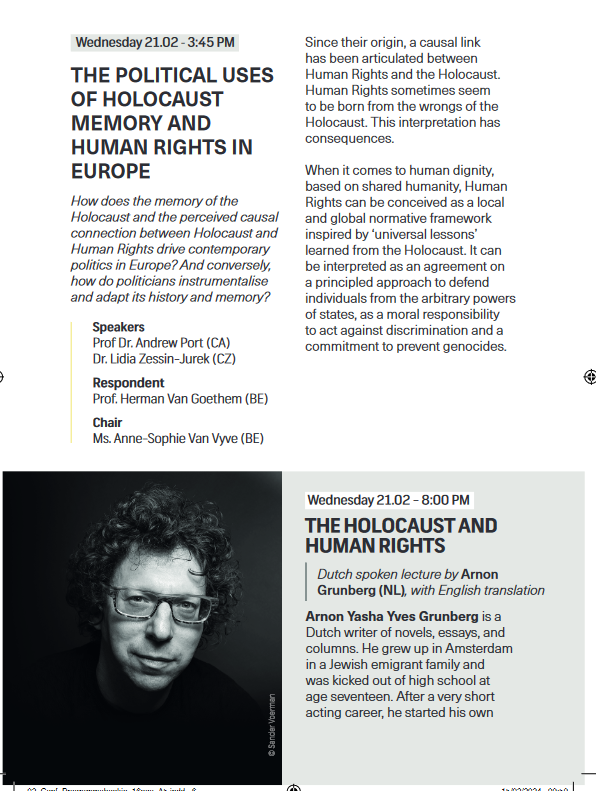 Wednesday 21.02 - 3:45 PM
THE POLITICAL USES
OF HOLOCAUST
MEMORY AND
HUMAN RIGHTS IN
EUROPE
How does the memory of the
Holocaust and the perceived causal
connection between Holocaust and
Human Rights drive contemporary
politics in Europe? And conversely,
how do politicians instrumentalise
and adapt its history and memory?
Speakers
Prof Dr. Andrew Port (CA)
Dr. Lidia Zessin-Jurek (CZ)
Respondent
Prof. Herman Van Goethem (BE)
Chair
Ms. Anne-Sophie Van Vyve (BE)
Since their origin, a causal link
has been articulated between
Human Rights and the Holocaust.
Human Rights sometimes seem
to be born from the wrongs of the
Holocaust. This interpretation has
consequences.
When it comes to human dignity,
based on shared humanity, Human
Rights can be conceived as a local
and global normative framework
inspired by ‘universal lessons’
learned from the Holocaust. It can
be interpreted as an agreement on
a principled approach to defend
individuals from the arbitrary powers
of states, as a moral responsibility
to act against discrimination and a
commitment to prevent genocides.
© Sander Voerman
Wednesday 21.02 - 8:00 PM
THE HOLOCAUST AND
HUMAN RIGHTS
Dutch spoken lecture by Arnon
Grunberg (NL), with English translation
Arnon Yasha Yves Grunberg is a
Dutch writer of novels, essays, and
columns. He grew up in Amsterdam
in a Jewish emigrant family and
was kicked out of high school at
age seventeen. After a very short
acting career, he started his own